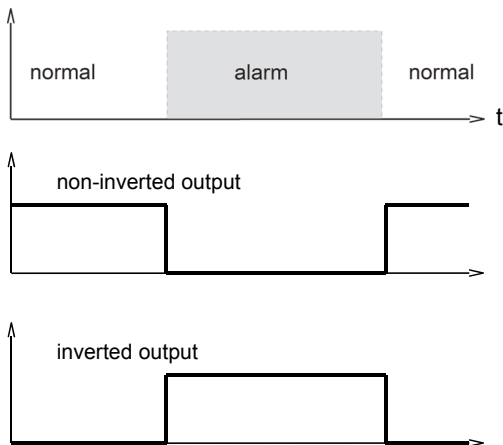 normal alarm normal
t
non-inverted output
inverted output